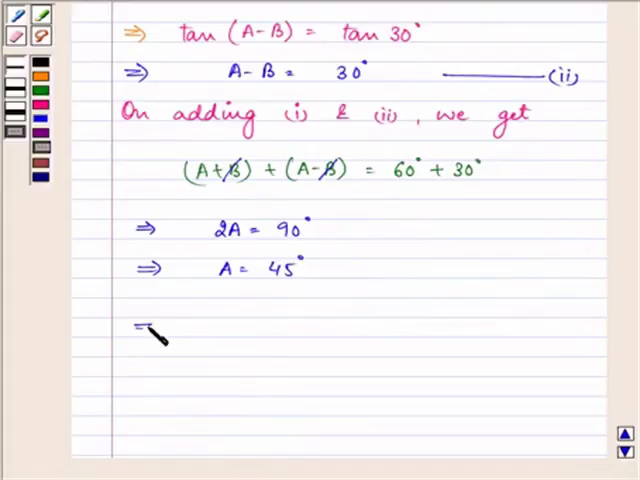 ⇒ tan (A-B) = tan 30°
⇒ A-B = 30° ———(ii)
On adding (i) & (ii), we get
(A+B) + (A-B) = 60° + 30°
⇒ 2A = 90°
⇒ A = 45°
=